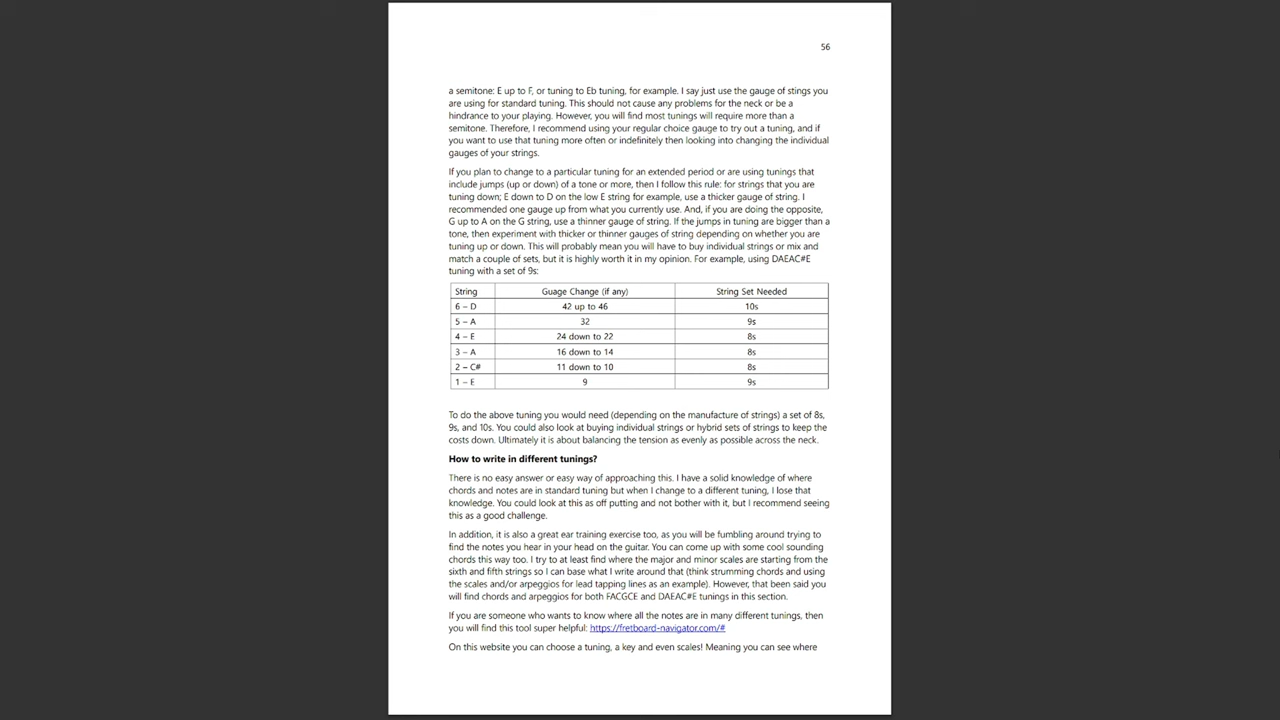 56
a semitone: E up to F, or tuning to Eb tuning, for example. I say just use the gauge of stings you
are using for standard tuning. This should not cause any problems for the neck or be a
hindrance to your playing. However, you will find most tunings will require more than a
semitone. Therefore, I recommend using your regular choice gauge to try out a tuning, and if
you want to use that tuning more often or indefinitely then looking into changing the individual
gauges of your strings.
If you plan to change to a particular tuning for an extended period or are using tunings that
include jumps (up or down) of a tone or more, then I follow this rule: for strings that you are
tuning down; E down to D on the low E string for example, use a thicker gauge of string. I
recommended one gauge up from what you currently use. And, if you are doing the opposite,
G up to A on the G string, use a thinner gauge of string. If the jumps in tuning are bigger than a
tone, then experiment with thicker or thinner gauges of string depending on whether you are
tuning up or down. This will probably mean you will have to buy individual strings or mix and
match a couple of sets, but it is highly worth it in my opinion. For example, using DAEAC#E
tuning with a set of 9s:
String Guage Change (if any) String Set Needed
6 – D 42 up to 46 10s
5 – A 32 9s
4 – E 24 down to 22 8s
3 – A 16 down to 14 8s
2 – C# 11 down to 10 8s
1 – E 9 9s
To do the above tuning you would need (depending on the manufacture of strings) a set of 8s,
9s, and 10s. You could also look at buying individual strings or hybrid sets of strings to keep the
costs down. Ultimately it is about balancing the tension as evenly as possible across the neck.
How to write in different tunings?
There is no easy answer or easy way of approaching this. I have a solid knowledge of where
chords and notes are in standard tuning but when I change to a different tuning, I lose that
knowledge. You could look at this as off putting and not bother with it, but I recommend seeing
this as a good challenge.
In addition, it is also a great ear training exercise too, as you will be fumbling around trying to
find the notes you hear in your head on the guitar. You can come up with some cool sounding
chords this way too. I try to at least find where the major and minor scales are starting from the
sixth and fifth strings so I can base what I write around that (think strumming chords and using
the scales and/or arpeggios for lead tapping lines as an example). However, that been said you
will find chords and arpeggios for both FACGCE and DAEAC#E tunings in this section.
If you are someone who wants to know where all the notes are in many different tunings, then
you will find this tool super helpful: https://fretboard-navigator.com/#
On this website you can choose a tuning, a key and even scales! Meaning you can see where